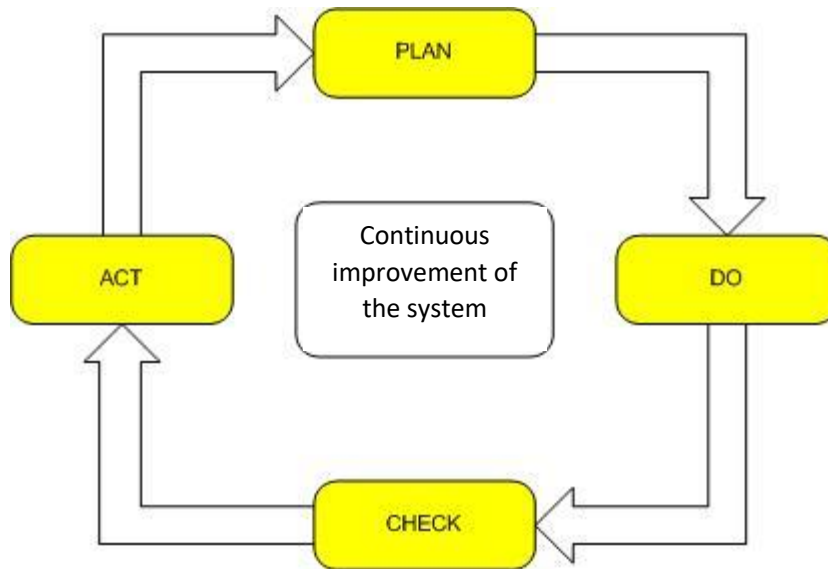 PLAN
ACT
Continuous
improvement of
the system
DO
CHECK